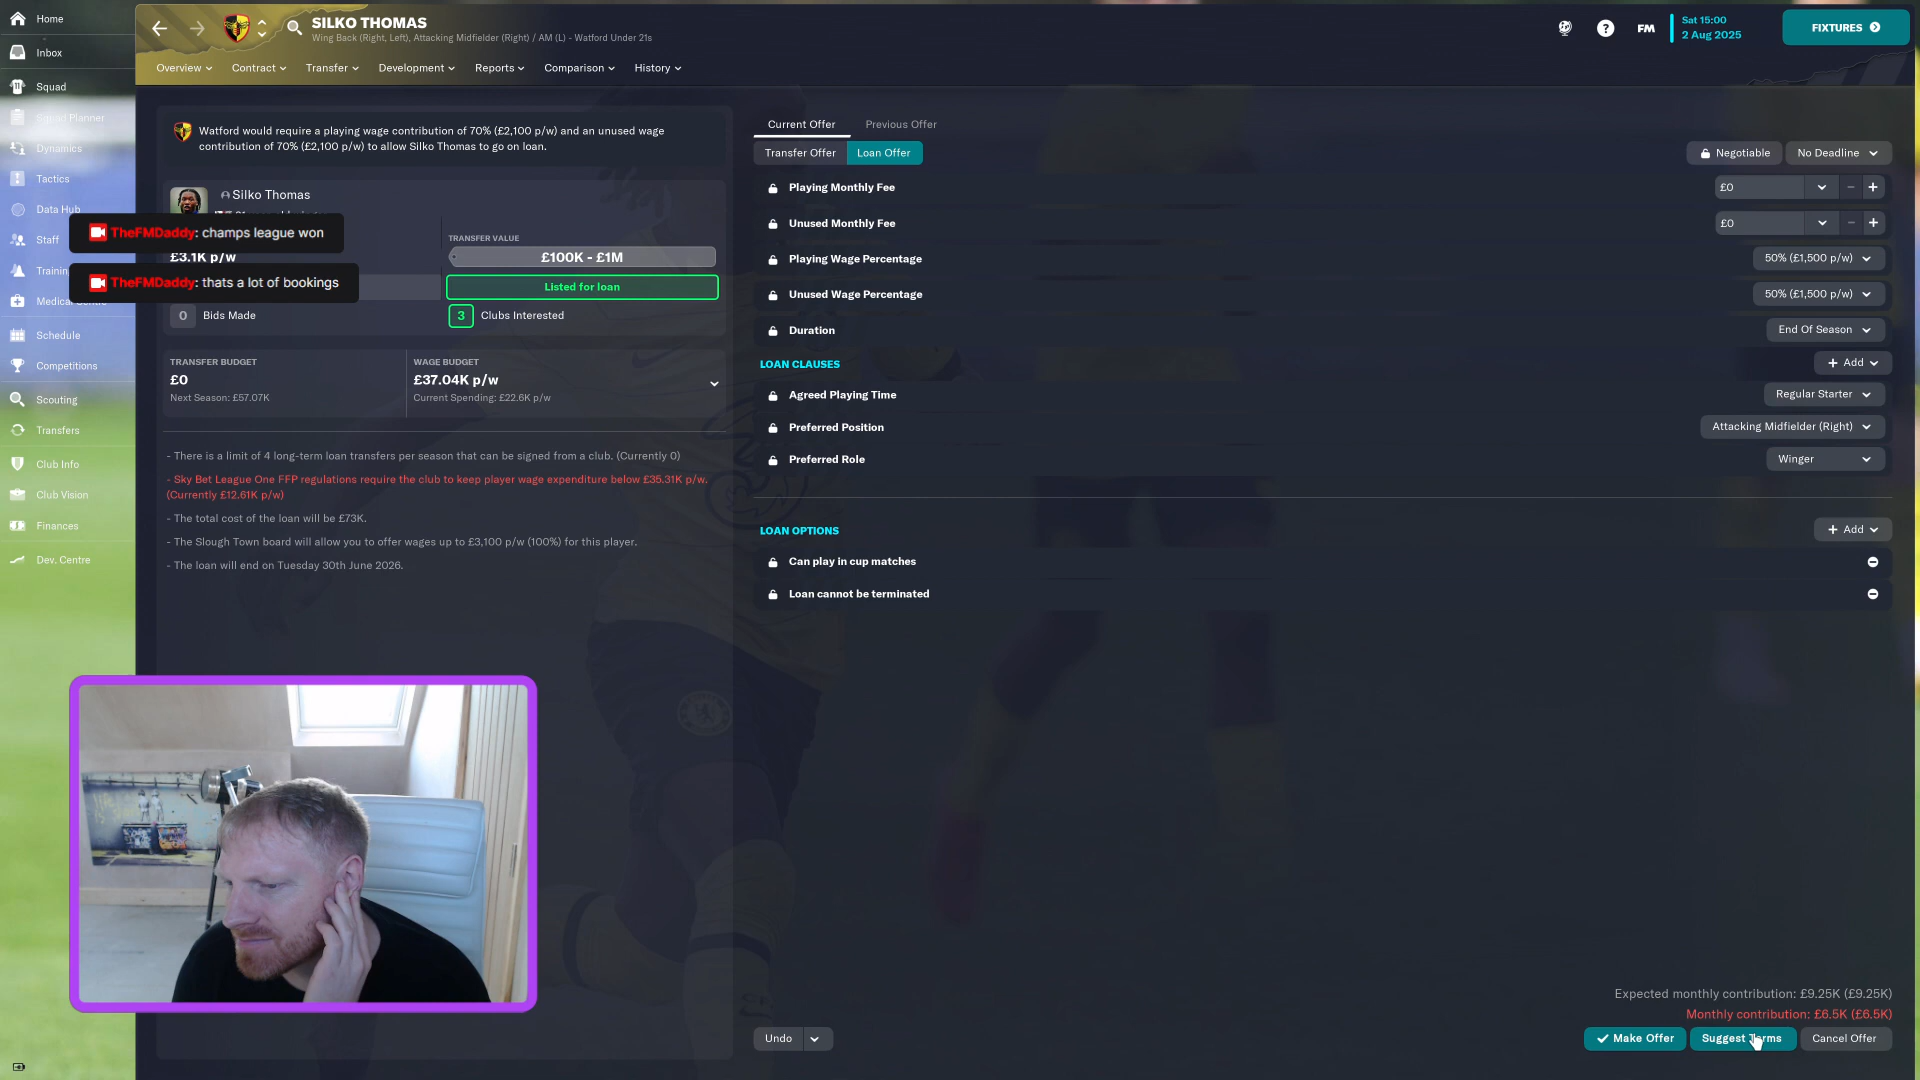 Home
Inbox
Squad
Squad Planner
Dynamics
Tactics
Data Hub
Staff
Medical
Schedule
Competitions
Scouting
Transfers
Club Info
Club Vision
Finances
Dev. Centre
SILKO THOMAS
Wing Back (Right, Left), Attacking Midfielder (Right) / AM (L) - Watford Under 21s
Sat 15:00
2 Aug 2025
FM
FIXTURES
Overview
Contract
Transfer
Development
Reports
Comparison
History
Watford would require a playing wage contribution of 70% (£2,100 p/w) and an unused wage
contribution of 70% (£2,100 p/w) to allow Silko Thomas to go on loan.
Silko Thomas
TheFMDaddy: champs league won
£3.1K p/w
TheFMDaddy: thats a lot of bookings
TRANSFER VALUE
£100K - £1M
Listed for loan
0 Bids Made
3 Clubs Interested
TRANSFER BUDGET
£0
Next Season: £57.07K
WAGE BUDGET
£37.04K p/w
Current Spending: £22.6K p/w
- There is a limit of 4 long-term loan transfers per season that can be signed from a club. (Currently 0)
- Sky Bet League One FFP regulations require the club to keep player wage expenditure below £35.31K p/w.
(Currently £12.61K p/w)
- The total cost of the loan will be £73K.
- The Slough Town board will allow you to offer wages up to £3,100 p/w (100%) for this player.
- The loan will end on Tuesday 30th June 2026.
Current Offer
Previous Offer
Transfer Offer
Loan Offer
Negotiable
No Deadline
Playing Monthly Fee
£0
Unused Monthly Fee
£0
Playing Wage Percentage
50% (£1,500 p/w)
Unused Wage Percentage
50% (£1,500 p/w)
Duration
End Of Season
LOAN CLAUSES
+ Add
Agreed Playing Time
Regular Starter
Preferred Position
Attacking Midfielder (Right)
Preferred Role
Winger
LOAN OPTIONS
+ Add
Can play in cup matches
Loan cannot be terminated
Expected monthly contribution: £9.25K (£9.25K)
Monthly contribution: £6.5K (£6.5K)
Undo
Make Offer
Suggest Terms
Cancel Offer